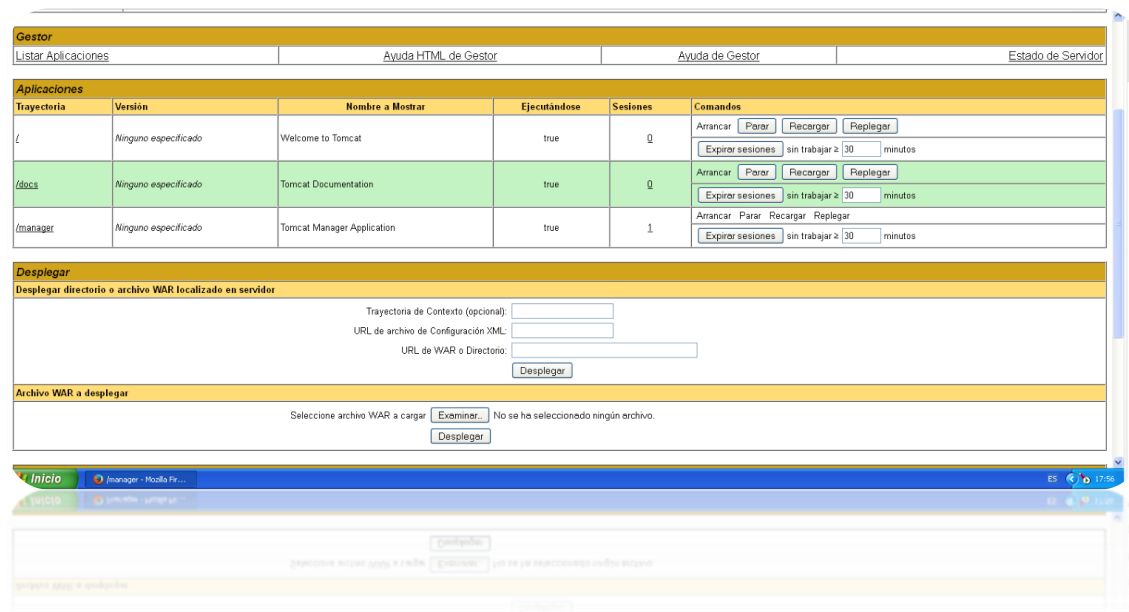 Gestor
Listar Aplicaciones Ayuda HTML de Gestor Ayuda de Gestor Estado de Servidor
Aplicaciones
Trayectoria Versión Nombre a Mostrar Ejecutándose Sesiones Comandos
/ Ninguno especificado Welcome to Tomcat true 0 Arrancar Parar Recargar Replegar
Expirar sesiones sin trabajar ≥ 30 minutos
/docs Ninguno especificado Tomcat Documentation true 0 Arrancar Parar Recargar Replegar
Expirar sesiones sin trabajar ≥ 30 minutos
/manager Ninguno especificado Tomcat Manager Application true 1 Arrancar Parar Recargar Replegar
Expirar sesiones sin trabajar ≥ 30 minutos
Desplegar
Desplegar directorio o archivo WAR localizado en servidor
Trayectoria de Contexto (opcional):
URL de archivo de Configuración XML:
URL de WAR o Directorio:
Desplegar
Archivo WAR a desplegar
Seleccione archivo WAR a cargar Examinar... No se ha seleccionado ningún archivo.
Desplegar
Inicio /manager - Mozilla Fir... ES 17:56